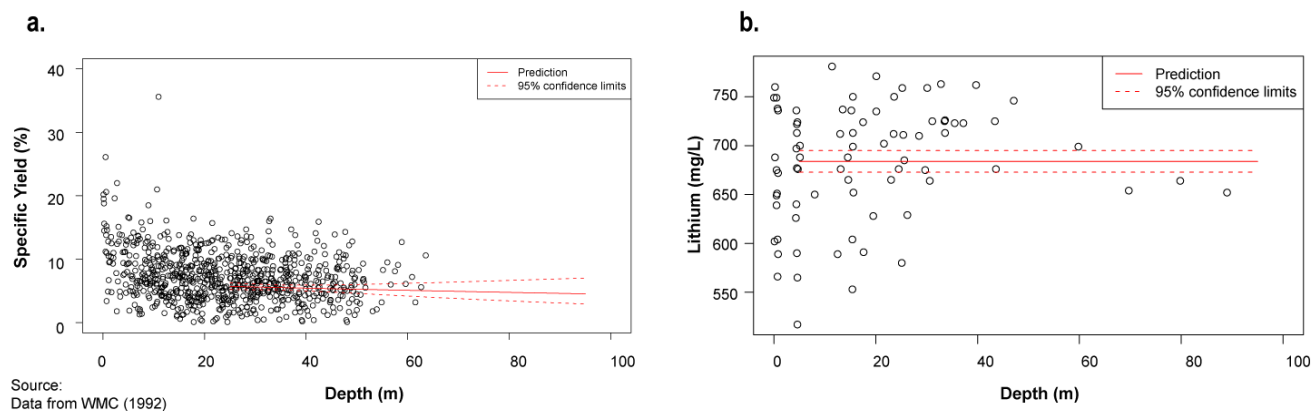 a.
Specific Yield (%)
40
30
20
10
0
Prediction
95% confidence limits
0 20 40 60 80 100
Depth (m)
Source:
Data from WMC (1992)
b.
Lithium (mg/L)
750
700
650
600
550
Prediction
95% confidence limits
0 20 40 60 80 100
Depth (m)